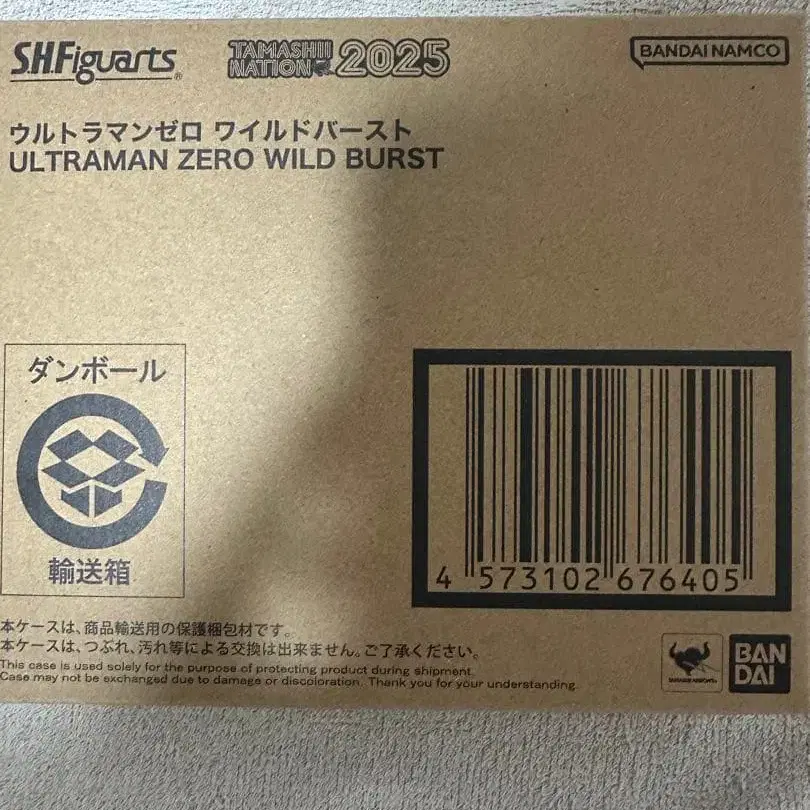 S.H.Figuarts
TAMASHII NATION 2025
BANDAI NAMCO
ウルトラマンゼロ ワイルドバースト
ULTRAMAN ZERO WILD BURST
ダンボール
輸送箱
4 573102 676405
本ケースは、商品輸送用の保護梱包材です。
本ケースは、つぶれ、汚れ等による交換は出来ません。ご了承ください。
This case is used solely for the purpose of protecting product during shipment.
Case may not be exchanged due to damage or discoloration. Thank you for your understanding.
BAN
DAI